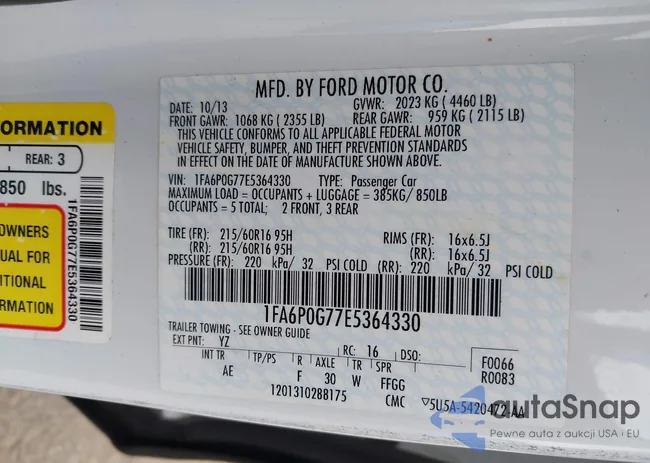 ORMATION
REAR: 3
850 lbs.
OWNERS
UAL FOR
ITIONAL
MATION
1FA6P0G77E5364330
MFD. BY FORD MOTOR CO.
DATE: 10/13 GVWR: 2023 KG ( 4460 LB)
FRONT GAWR: 1068 KG ( 2355 LB) REAR GAWR: 959 KG ( 2115 LB)
THIS VEHICLE CONFORMS TO ALL APPLICABLE FEDERAL MOTOR
VEHICLE SAFETY, BUMPER, AND THEFT PREVENTION STANDARDS
IN EFFECT ON THE DATE OF MANUFACTURE SHOWN ABOVE.
VIN: 1FA6P0G77E5364330 TYPE: Passenger Car
MAXIMUM LOAD = OCCUPANTS + LUGGAGE = 385KG/ 850LB
OCCUPANTS = 5 TOTAL; 2 FRONT, 3 REAR
TIRE (FR): 215/60R16 95H RIMS (FR): 16x6.5J
(RR): 215/60R16 95H (RR): 16x6.5J
PRESSURE (FR): 220 kPa/ 32 PSI COLD (RR): 220 kPa/ 32 PSI COLD
1FA6P0G77E5364330
TRAILER TOWING - SEE OWNER GUIDE
EXT PNT: YZ RC: 16 DSO: F0066
INT TR TP/PS R AXLE TR SPR R0083
AE F 30 W FFGG
1201310288175 CMC ▽5U5A-5420472-AA
autoSnap
Pewne auta z aukcji USA i EU